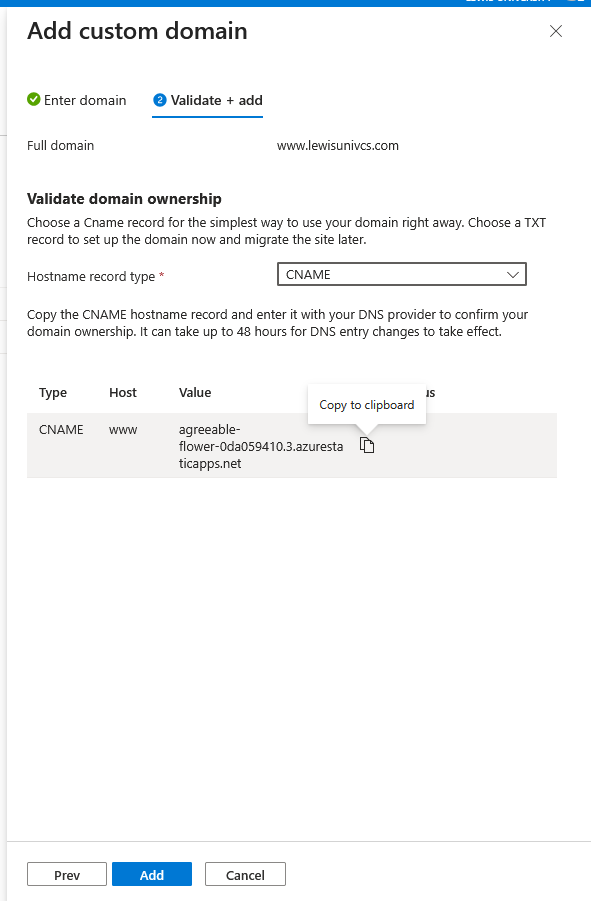 Add custom domain
Enter domain
2 Validate + add
Full domain
www.lewisunivcs.com
Validate domain ownership
Choose a Cname record for the simplest way to use your domain right away. Choose a TXT
record to set up the domain now and migrate the site later.
Hostname record type *
CNAME
Copy the CNAME hostname record and enter it with your DNS provider to confirm your
domain ownership. It can take up to 48 hours for DNS entry changes to take effect.
Type Host Value
Copy to clipboard
CNAME www agreeable-
flower-0da059410.3.azuresta
ticapps.net
Prev Add Cancel